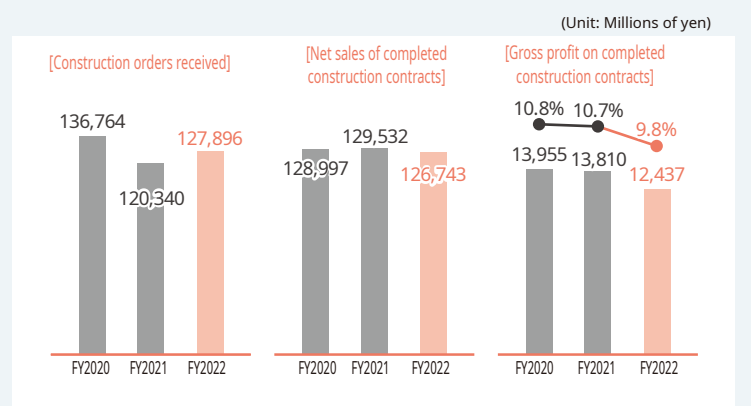 (Unit: Millions of yen)
[Construction orders received]
136,764
120,340
127,896
FY2020 FY2021 FY2022
[Net sales of completed
construction contracts]
128,997
129,532
126,743
FY2020 FY2021 FY2022
[Gross profit on completed
construction contracts]
10.8% 10.7%
9.8%
13,955 13,810
12,437
FY2020 FY2021 FY2022